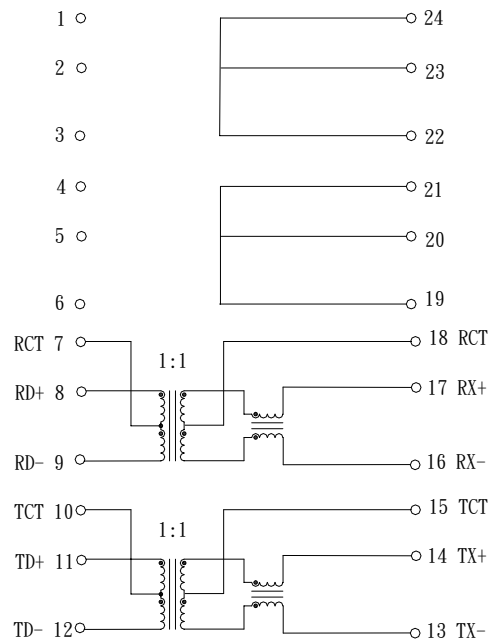 1 24
2 23
3 22
4 21
5 20
6 19
RCT 7 18 RCT
1:1
RD+ 8 17 RX+
RD- 9 16 RX-
TCT 10 15 TCT
1:1
TD+ 11 14 TX+
TD- 12 13 TX-